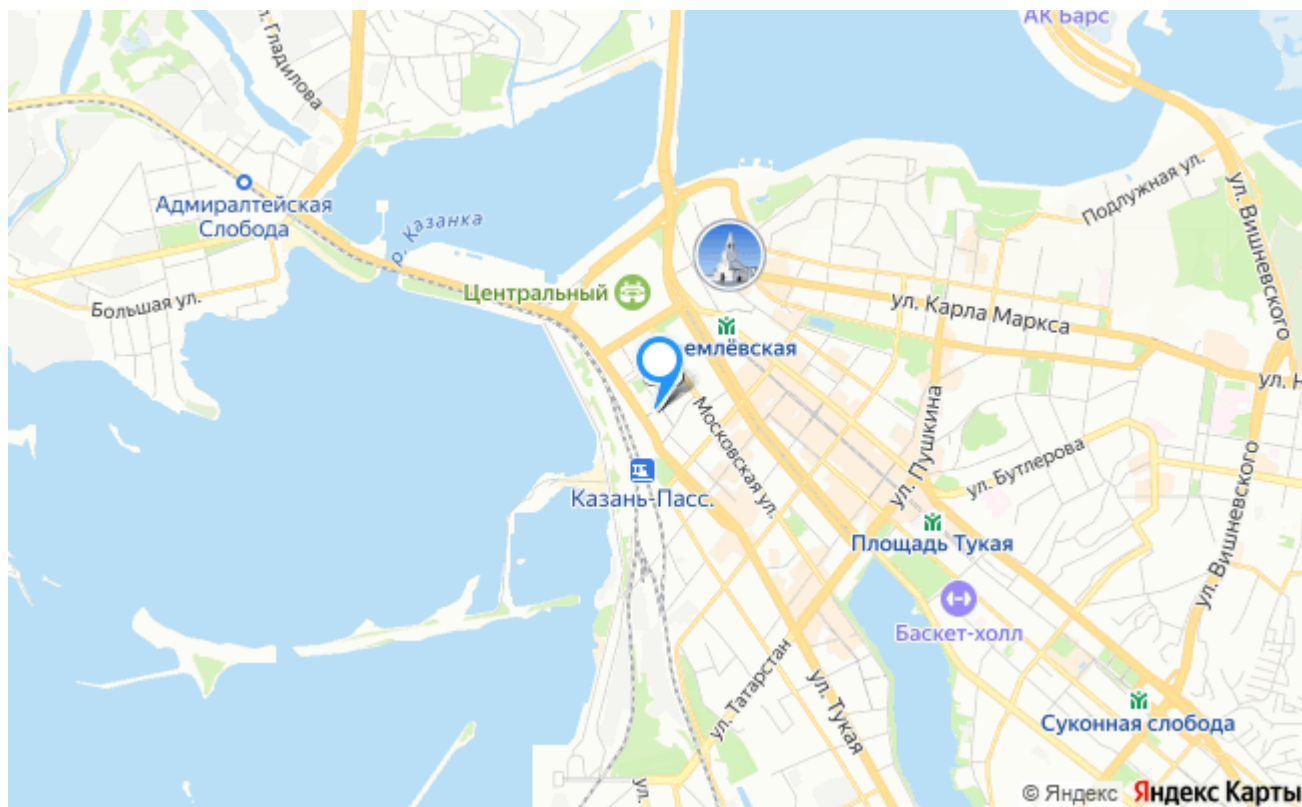 АК Барс
ул. Гладилова
Подлужная ул.
ул. Вишневского
Адмиралтейская
Слобода
р. Казанка
Центральный
Большая ул.
ул. Карла Маркса
емлёвская
ул. Н
Московская ул.
ул. Пушкина
ул. Бутлерова
Казань-Пасс.
ул. Вишневского
Площадь Тукая
Баскет-холл
ул. Татарстан
ул. Тукая
Суконная слобода
ул.
© Яндекс Яндекс Карты